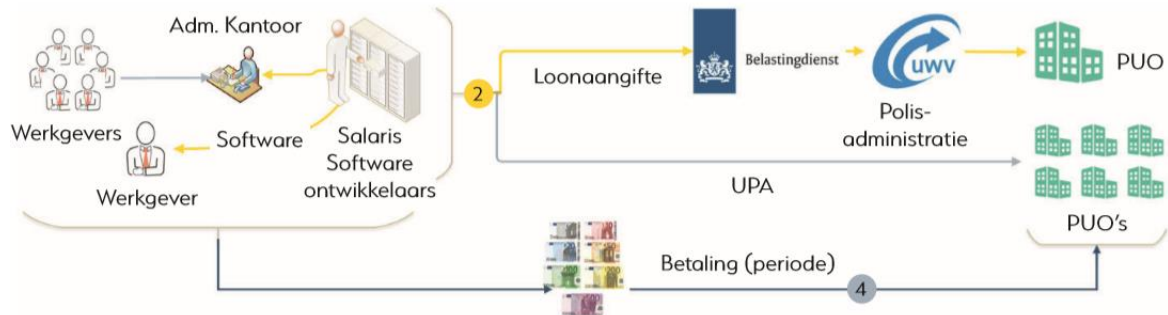 Adm. Kantoor
Werkgevers
Werkgever
Software
Salaris
Software
ontwikkelaars
2
Loonaangifte
Belastingdienst
UWV
Polis-
administratie
PUO
UPA
PUO's
Betaling (periode)
4